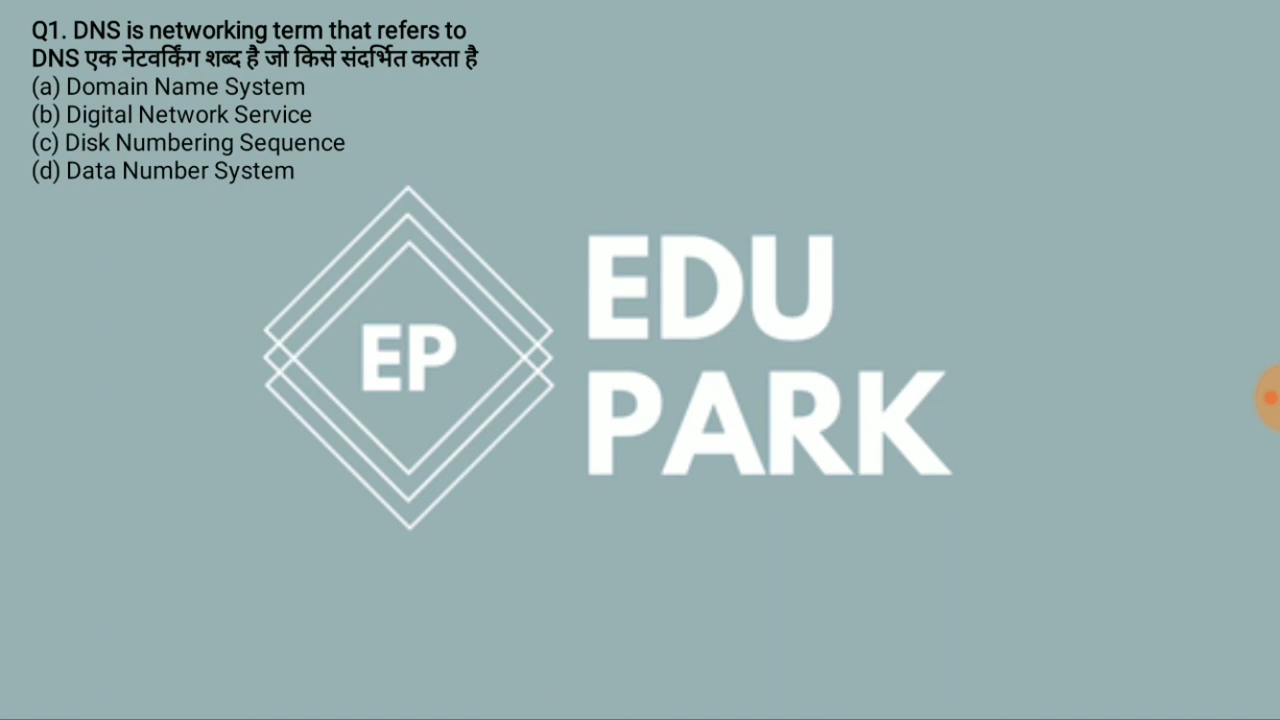 Q1. DNS is networking term that refers to
DNS एक नेटवर्किंग शब्द है जो किसे संदर्भित करता है
(a) Domain Name System
(b) Digital Network Service
(c) Disk Numbering Sequence
(d) Data Number System
EP
EDU
PARK